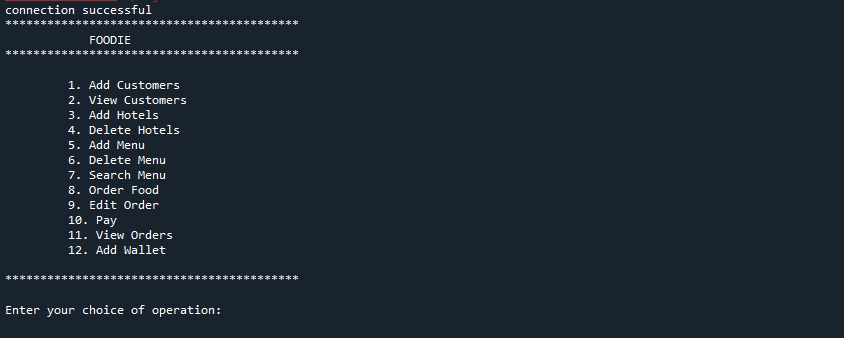 connection successful
******************************************
FOODIE
******************************************
1. Add Customers
2. View Customers
3. Add Hotels
4. Delete Hotels
5. Add Menu
6. Delete Menu
7. Search Menu
8. Order Food
9. Edit Order
10. Pay
11. View Orders
12. Add Wallet
******************************************
Enter your choice of operation: